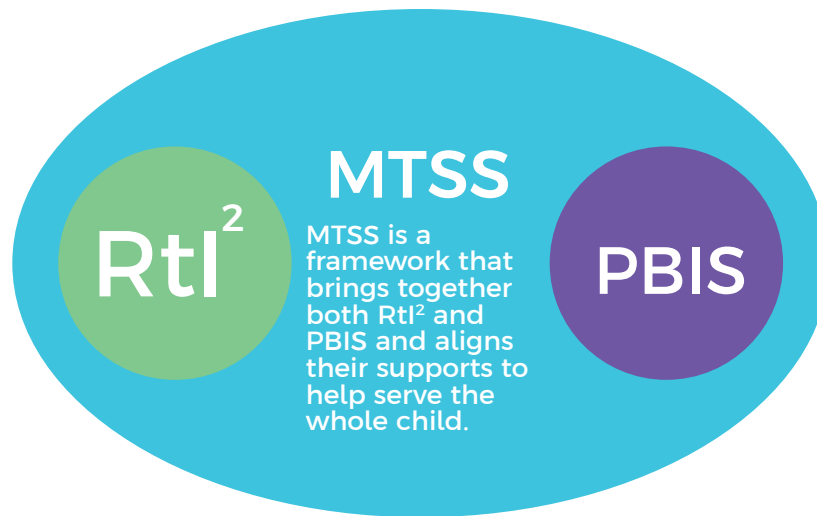 RtI²
MTSS
MTSS is a
framework that
brings together
both RtI² and
PBIS and aligns
their supports to
help serve the
whole child.
PBIS